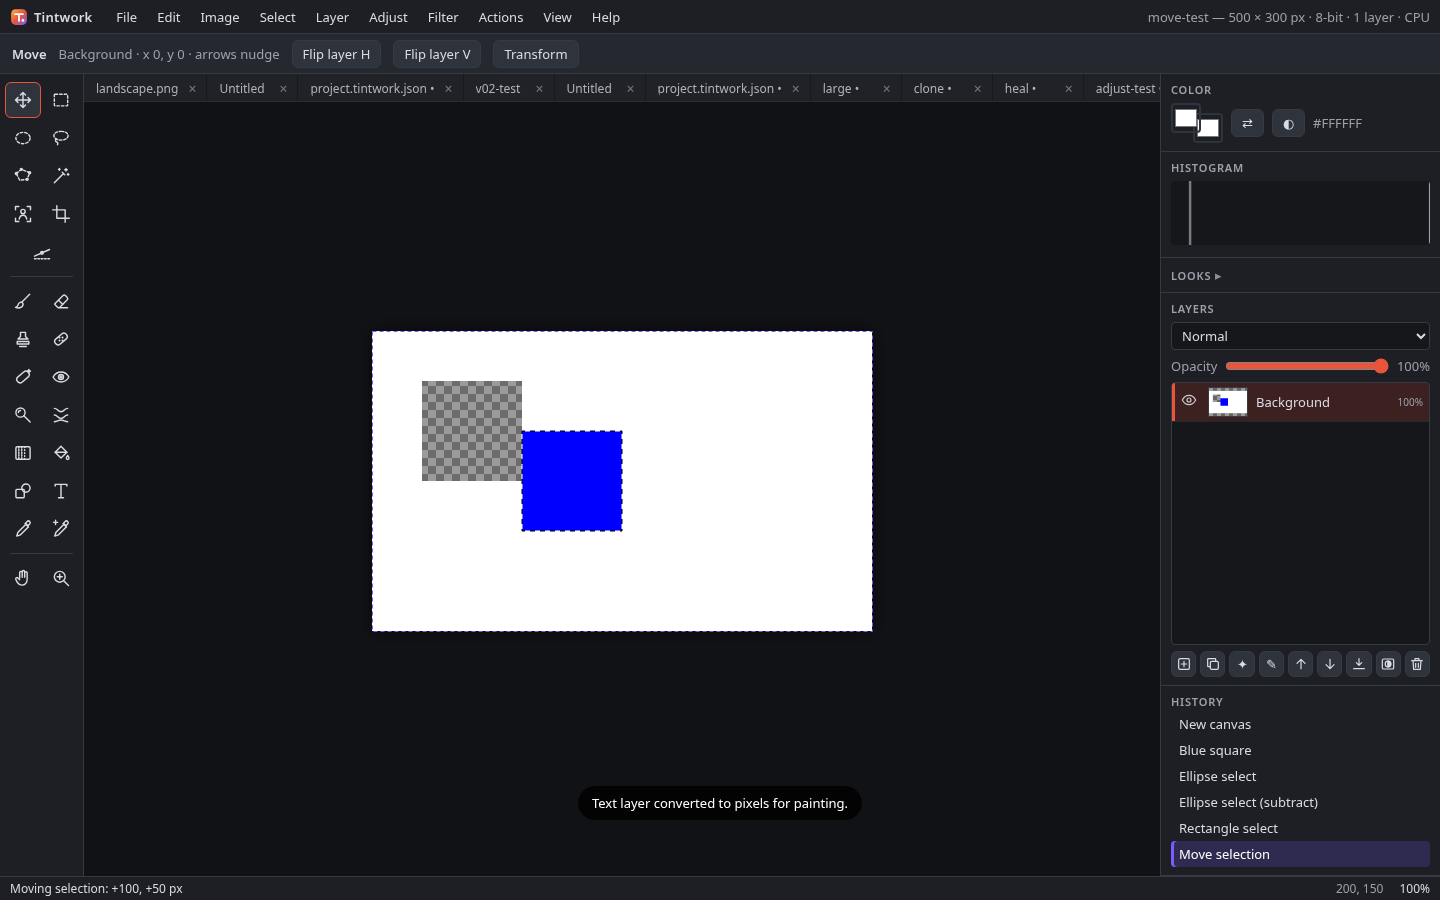 Tintwork File Edit Image Select Layer Adjust Filter Actions View Help move-test — 500 × 300 px · 8-bit · 1 layer · CPU
Move Background · x 0, y 0 · arrows nudge Flip layer H Flip layer V Transform
landscape.png × Untitled × project.tintwork.json • × v02-test × Untitled × project.tintwork.json • × large • × clone • × heal • × adjust-test
COLOR
#FFFFFF
HISTOGRAM
LOOKS ▸
LAYERS
Normal
Opacity 100%
Background 100%
HISTORY
New canvas
Blue square
Ellipse select
Ellipse select (subtract)
Rectangle select
Move selection
Text layer converted to pixels for painting.
Moving selection: +100, +50 px 200, 150 100%